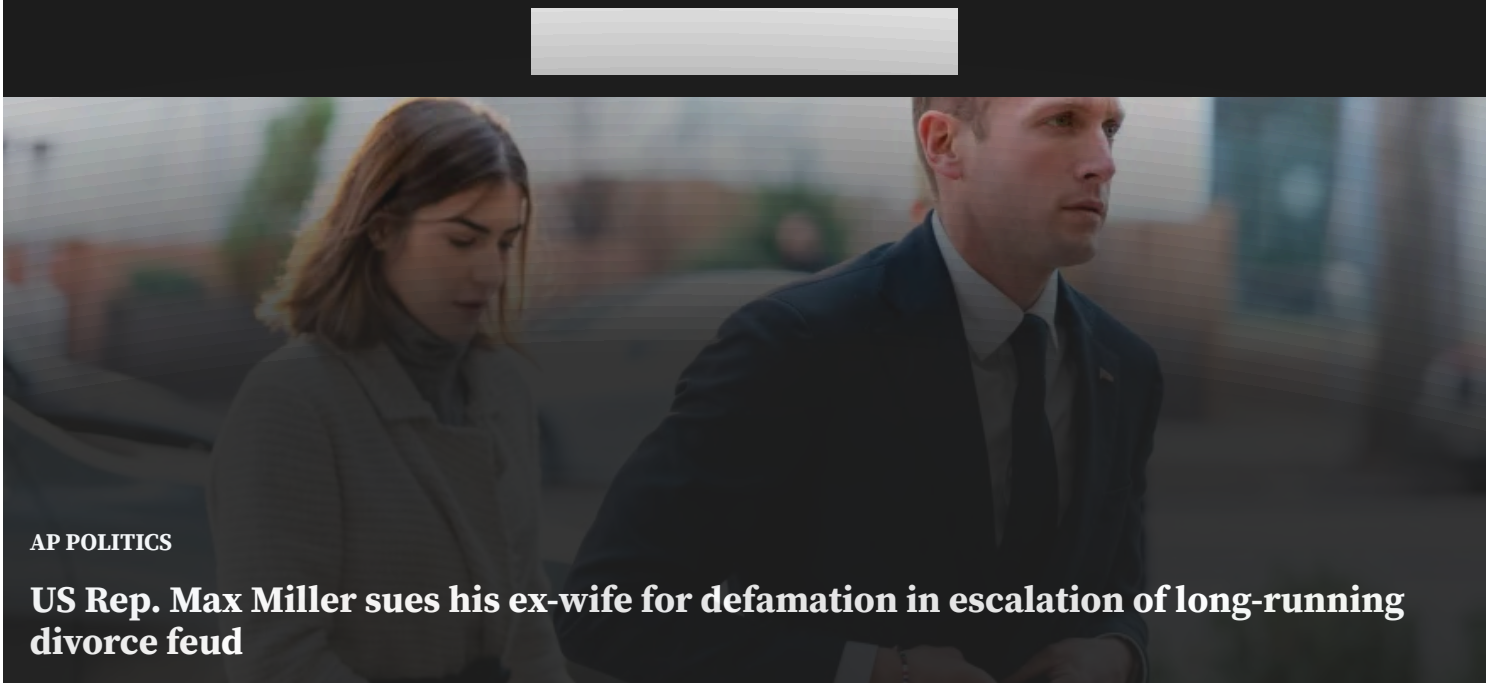 AP POLITICS
US Rep. Max Miller sues his ex-wife for defamation in escalation of long-running
divorce feud